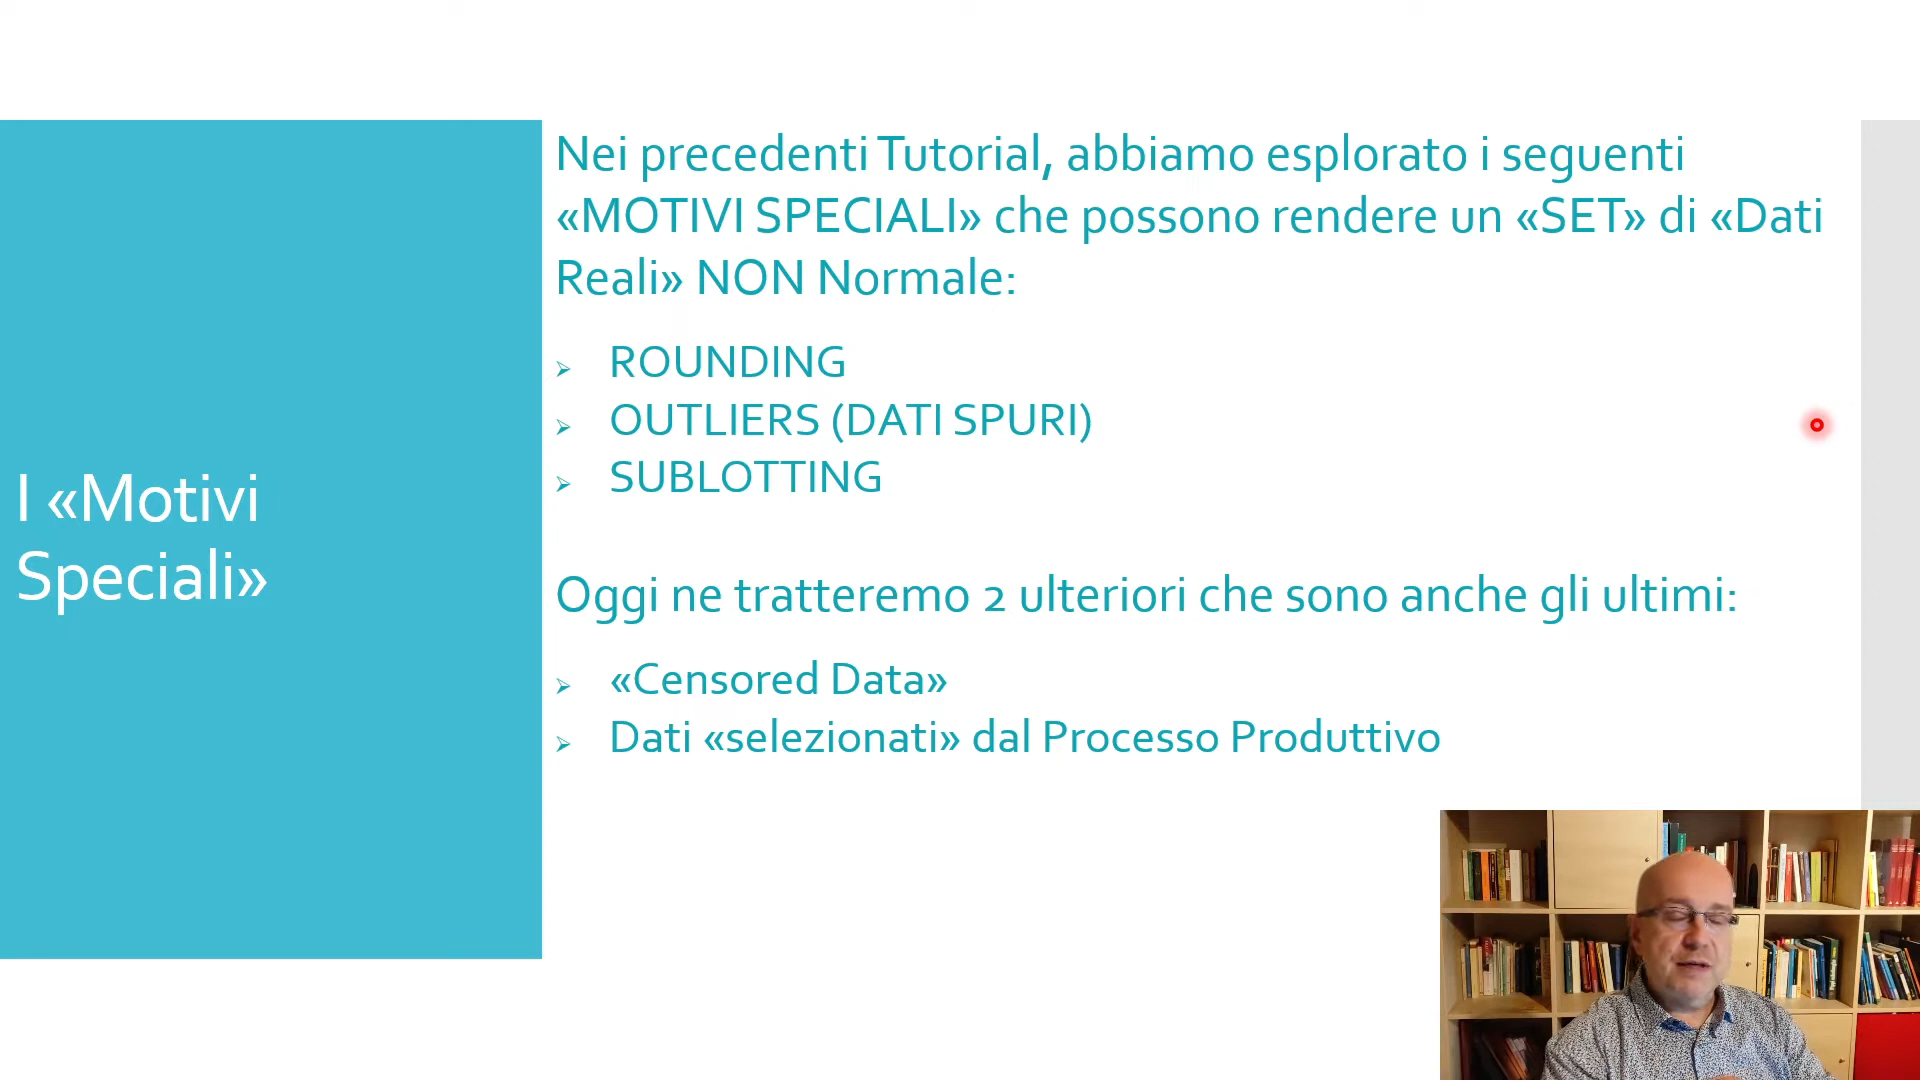 I «Motivi
Speciali»
Nei precedenti Tutorial, abbiamo esplorato i seguenti
«MOTIVI SPECIALI» che possono rendere un «SET» di «Dati
Reali» NON Normale:
ROUNDING
OUTLIERS (DATI SPURI)
SUBLOTTING
Oggi ne tratteremo 2 ulteriori che sono anche gli ultimi:
«Censored Data»
Dati «selezionati» dal Processo Produttivo